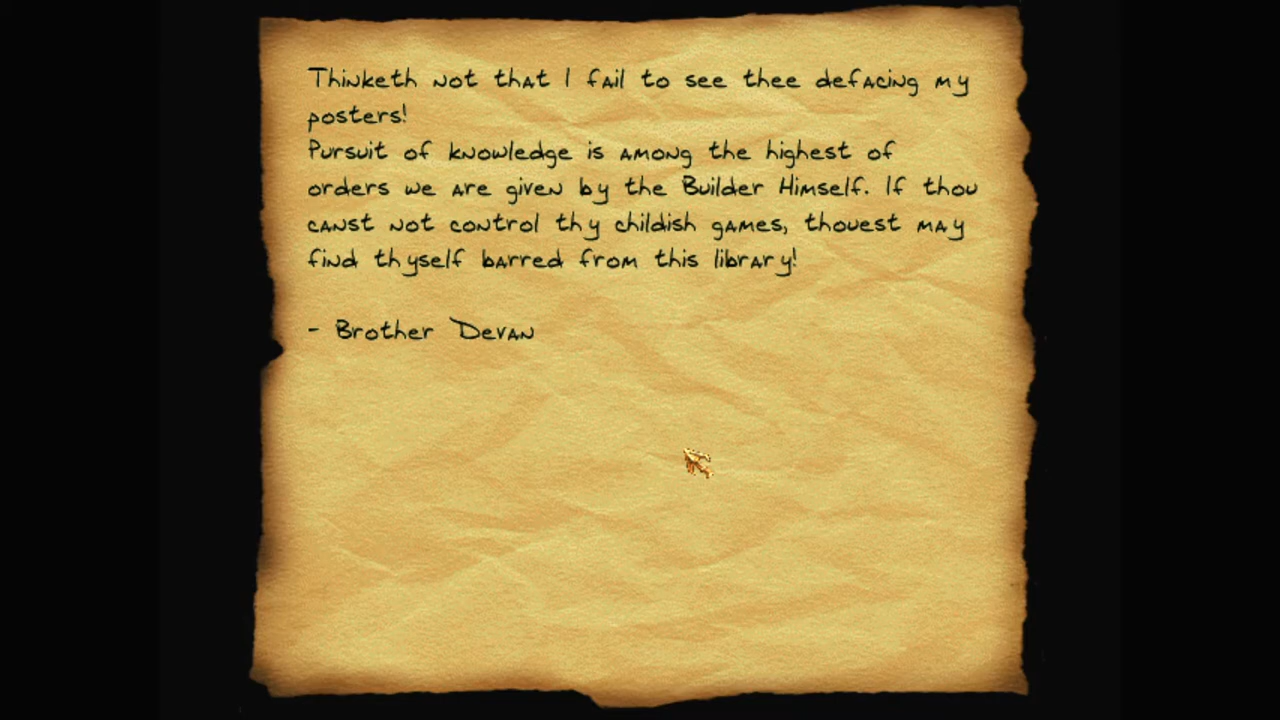 Thinketh not that I fail to see thee defacing my
posters!
Pursuit of knowledge is among the highest of
orders we are given by the Builder Himself. If thou
canst not control thy childish games, thouest may
find thyself barred from this library!
- Brother Devan